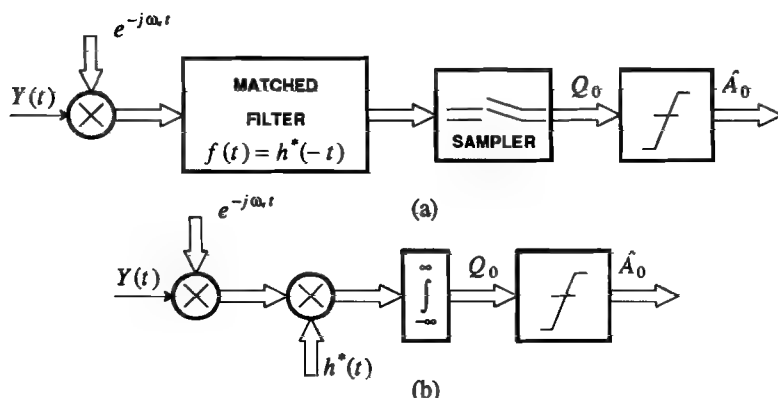 e^{-jω_c t}
Y(t)
MATCHED
FILTER
f(t) = h*(-t)
SAMPLER
Q_0
Â_0
(a)
e^{-jω_c t}
Y(t)
h*(t)
∞
∫
-∞
Q_0
Â_0
(b)